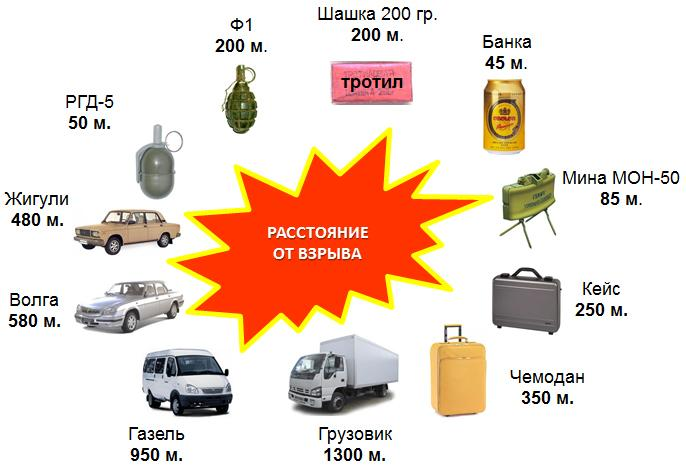 Шашка 200 гр.
200 м.
тротил
Ф1
200 м.
Банка
45 м.
РГД-5
50 м.
Мина МОН-50
85 м.
Жигули
480 м.
РАССТОЯНИЕ
ОТ ВЗРЫВА
Кейс
250 м.
Волга
580 м.
Чемодан
350 м.
Газель
950 м.
Грузовик
1300 м.